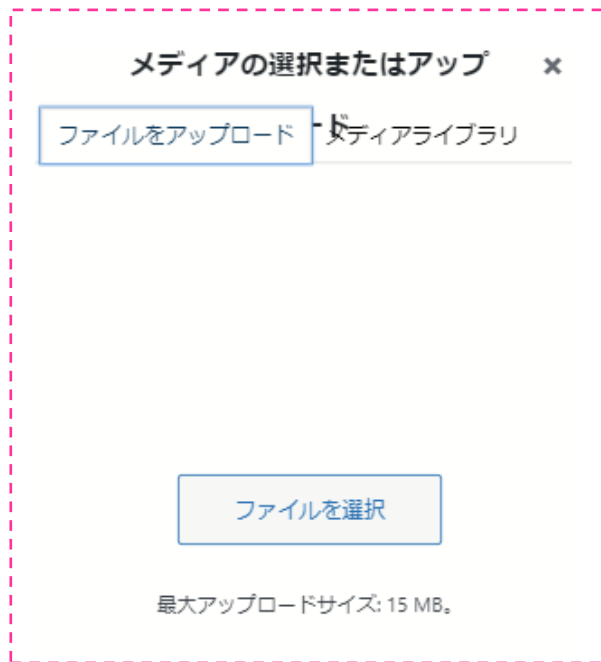 メディアの選択またはアップ
ード
ファイルをアップロード
メディアライブラリ
ファイルを選択
最大アップロードサイズ: 15 MB。